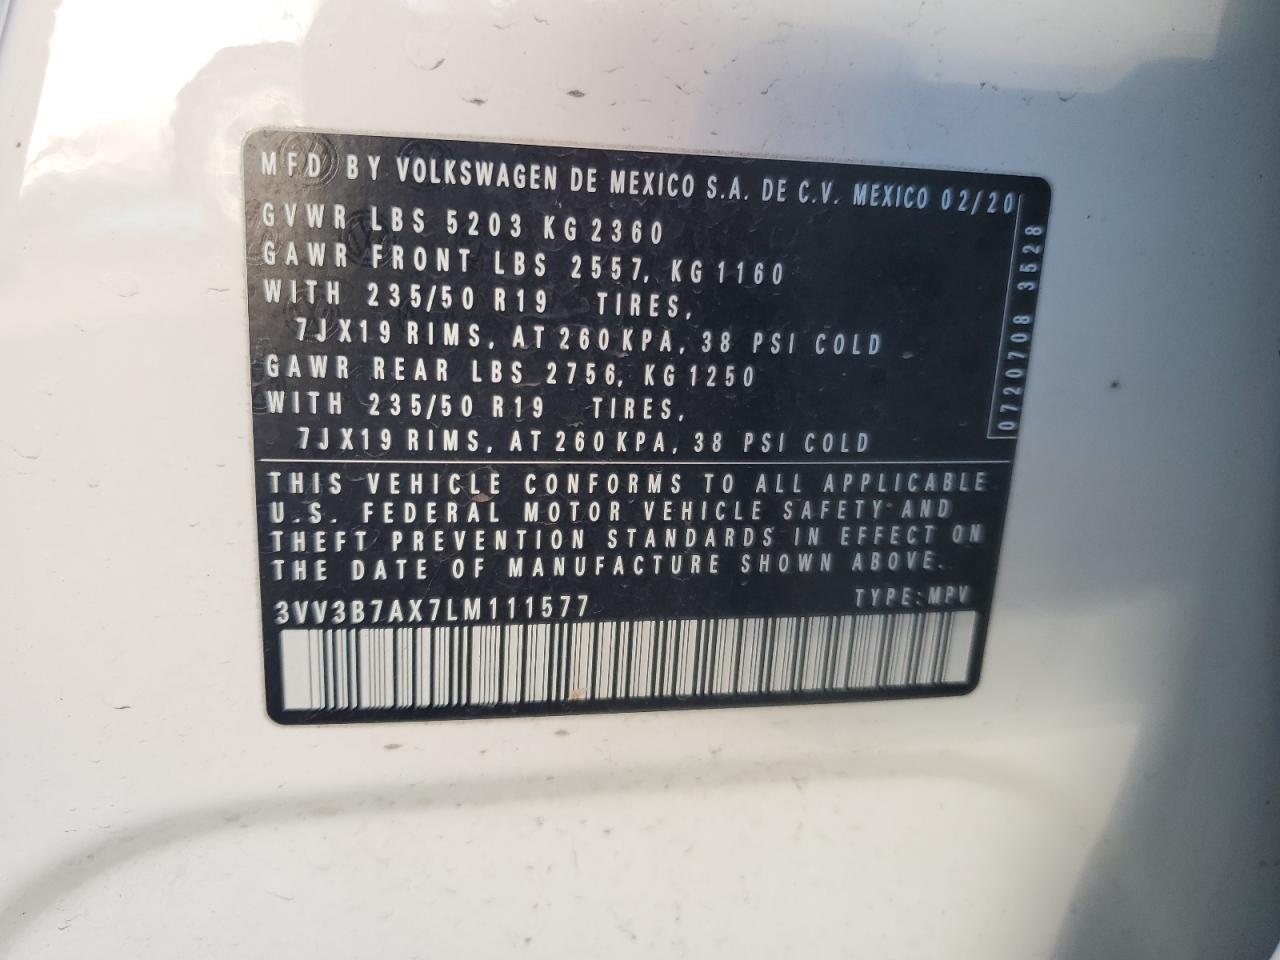 MFD BY VOLKSWAGEN DE MEXICO S.A. DE C.V. MEXICO 02/20
GVWR LBS 5203 KG 2360
GAWR FRONT LBS 2557, KG 1160
WITH 235/50 R19 TIRES,
7JX19 RIMS, AT 260 KPA, 38 PSI COLD
GAWR REAR LBS 2756, KG 1250
WITH 235/50 R19 TIRES,
7JX19 RIMS, AT 260 KPA, 38 PSI COLD
0720708 3528
THIS VEHICLE CONFORMS TO ALL APPLICABLE
U.S. FEDERAL MOTOR VEHICLE SAFETY AND
THEFT PREVENTION STANDARDS IN EFFECT ON
THE DATE OF MANUFACTURE SHOWN ABOVE.
3VV3B7AX7LM111577 TYPE: MPV